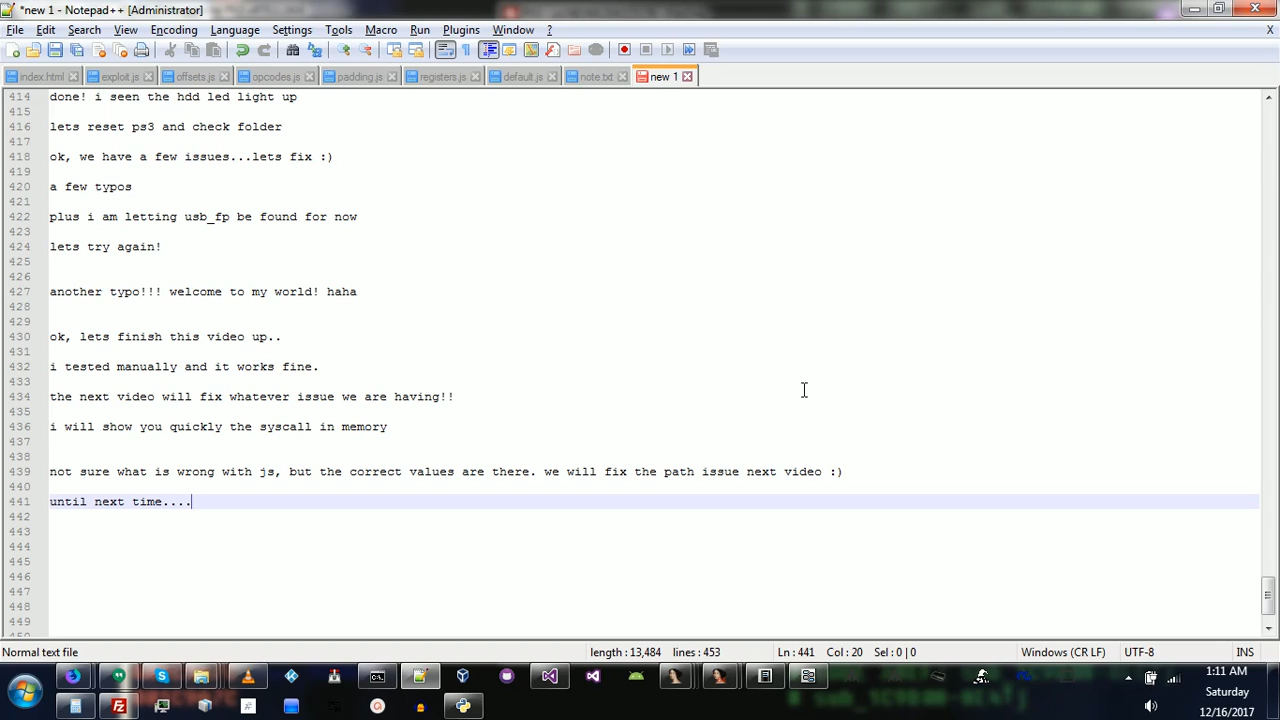 *new 1 - Notepad++ [Administrator]
File Edit Search View Encoding Language Settings Tools Macro Run Plugins Window ? X
index.html exploit.js offsets.js opcodes.js padding.js registers.js default.js note.txt new 1
414 done! i seen the hdd led light up
415
416 lets reset ps3 and check folder
417
418 ok, we have a few issues...lets fix :)
419
420 a few typos
421
422 plus i am letting usb_fp be found for now
423
424 lets try again!
425
426
427 another typo!!! welcome to my world! haha
428
429
430 ok, lets finish this video up..
431
432 i tested manually and it works fine.
433
434 the next video will fix whatever issue we are having!!
435
436 i will show you quickly the syscall in memory
437
438
439 not sure what is wrong with js, but the correct values are there. we will fix the path issue next video :)
440
441 until next time....
442
443
444
445
446
447
448
449
450
Normal text file length : 13,484 lines : 453 Ln : 441 Col : 20 Sel : 0 | 0 Windows (CR LF) UTF-8 INS
1:11 AM
Saturday
12/16/2017